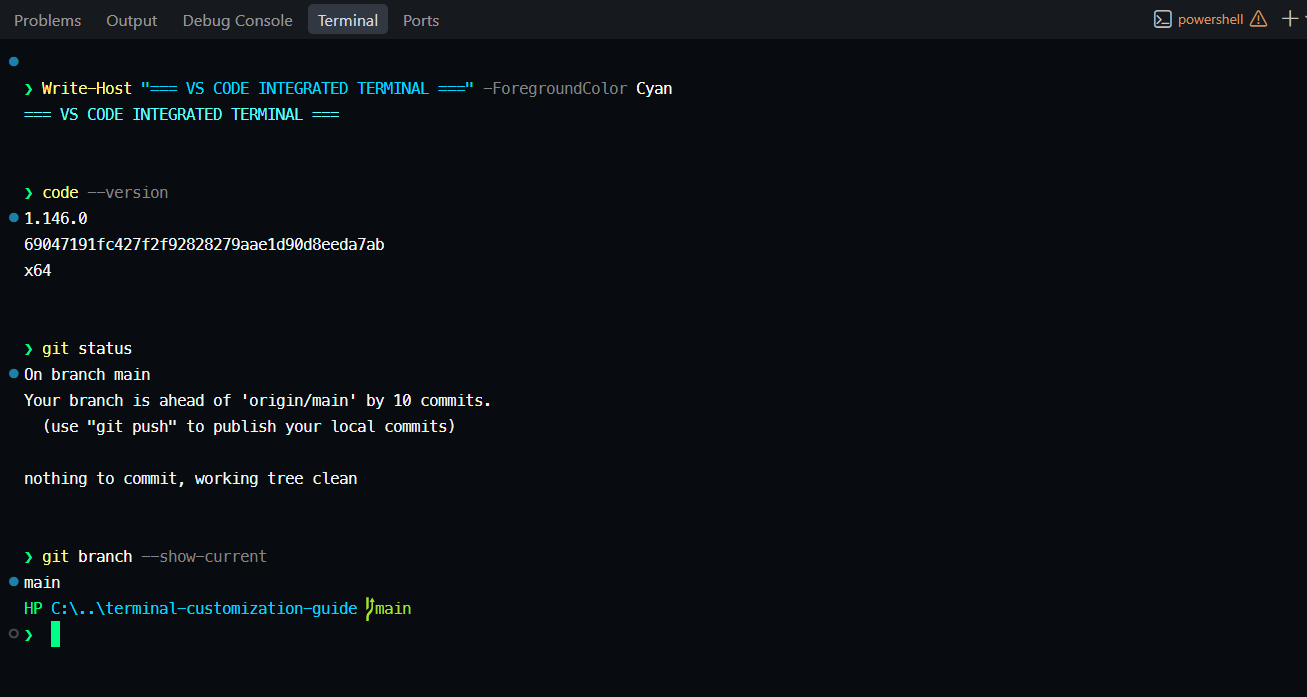 Problems Output Debug Console Terminal Ports powershell
❯ Write-Host "=== VS CODE INTEGRATED TERMINAL ===" -ForegroundColor Cyan
=== VS CODE INTEGRATED TERMINAL ===
❯ code --version
1.146.0
69047191fc427f2f92828279aae1d90d8eeda7ab
x64
❯ git status
On branch main
Your branch is ahead of 'origin/main' by 10 commits.
(use "git push" to publish your local commits)
nothing to commit, working tree clean
❯ git branch --show-current
main
HP C:\..\terminal-customization-guide main
❯